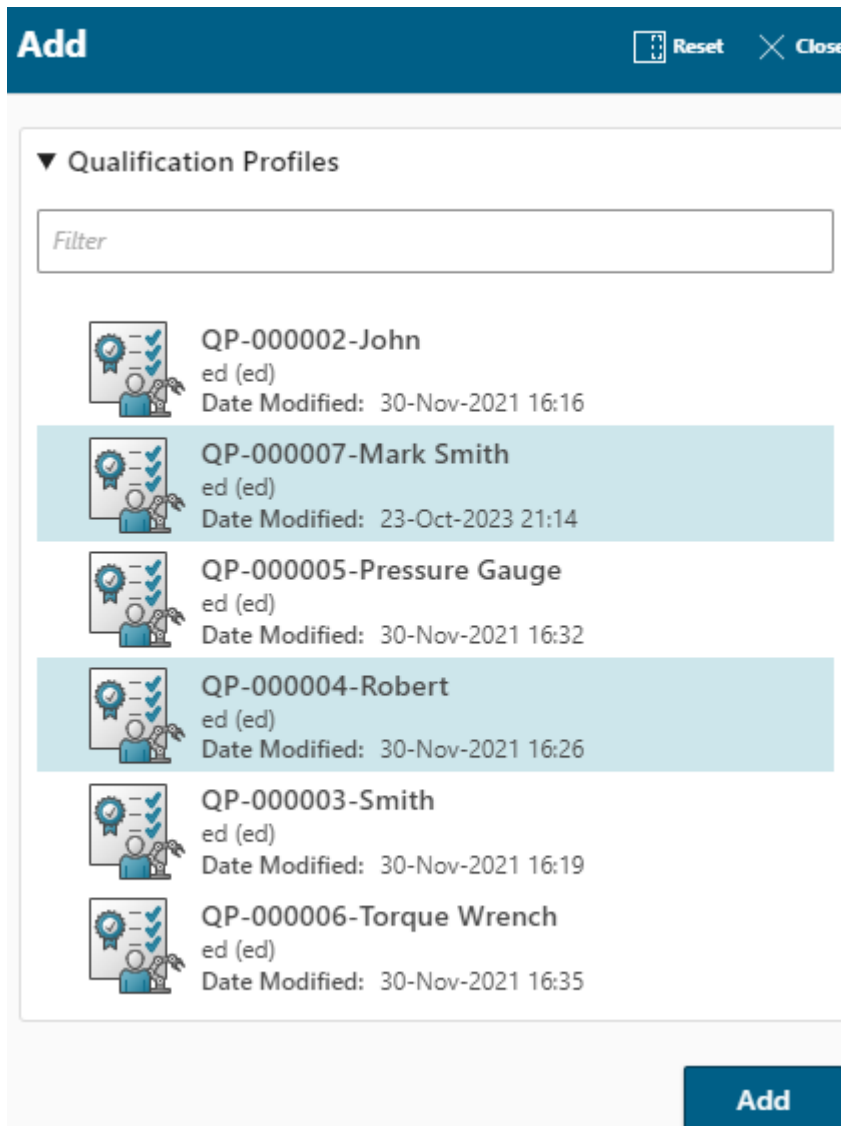 Add
Reset
Close
Qualification Profiles
Filter
QP-000002-John
ed (ed)
Date Modified: 30-Nov-2021 16:16
QP-000007-Mark Smith
ed (ed)
Date Modified: 23-Oct-2023 21:14
QP-000005-Pressure Gauge
ed (ed)
Date Modified: 30-Nov-2021 16:32
QP-000004-Robert
ed (ed)
Date Modified: 30-Nov-2021 16:26
QP-000003-Smith
ed (ed)
Date Modified: 30-Nov-2021 16:19
QP-000006-Torque Wrench
ed (ed)
Date Modified: 30-Nov-2021 16:35
Add